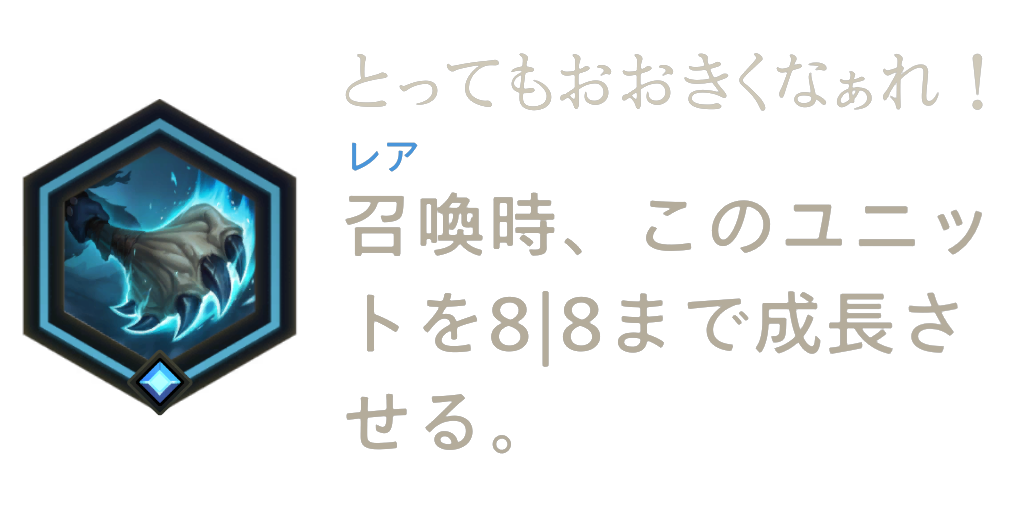 とってもおおきくなぁれ！
レア
召喚時、このユニッ
トを8|8まで成長さ
せる。